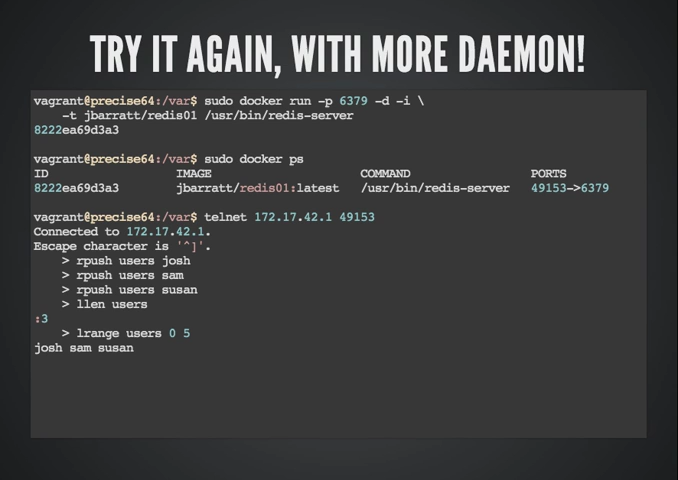 TRY IT AGAIN, WITH MORE DAEMON!
vagrant@precise64:/var$ sudo docker run -p 6379 -d -i \
-t jbarratt/redis01 /usr/bin/redis-server
8222ea69d3a3
vagrant@precise64:/var$ sudo docker ps
ID IMAGE COMMAND PORTS
8222ea69d3a3 jbarratt/redis01:latest /usr/bin/redis-server 49153->6379
vagrant@precise64:/var$ telnet 172.17.42.1 49153
Connected to 172.17.42.1.
Escape character is '^]'.
> rpush users josh
> rpush users sam
> rpush users susan
> llen users
:3
> lrange users 0 5
josh sam susan